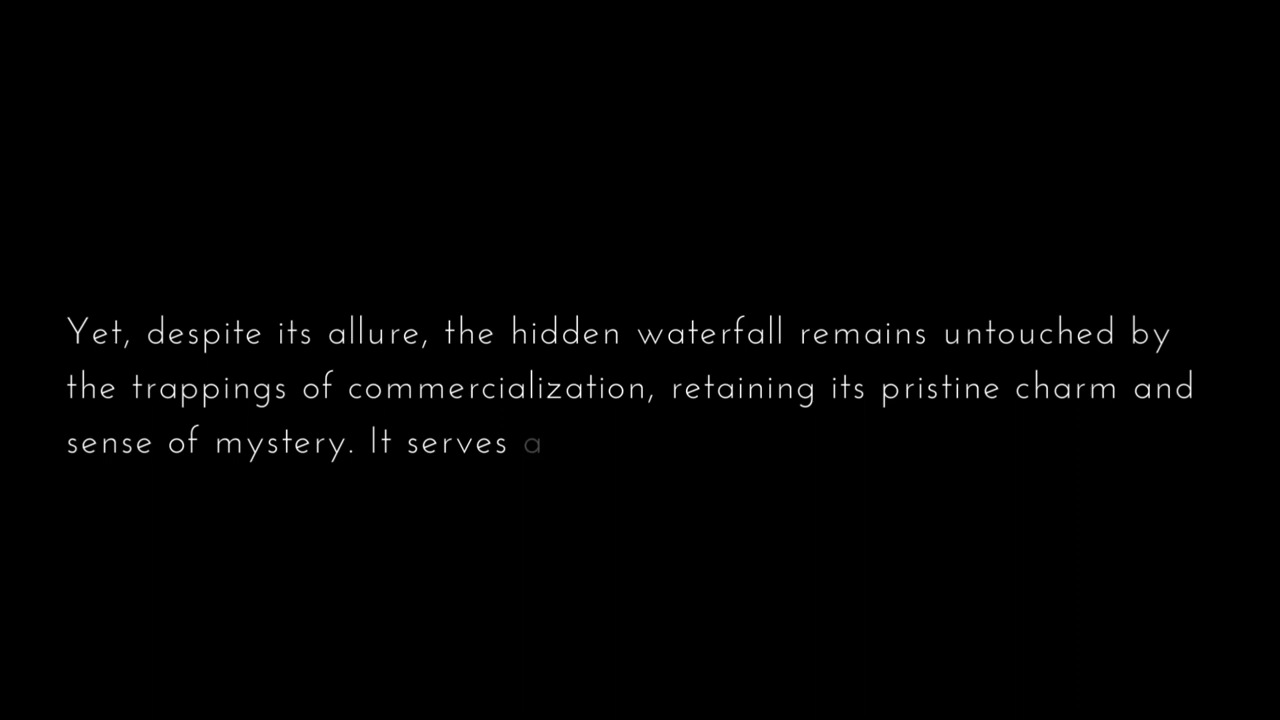 Yet, despite its allure, the hidden waterfall remains untouched by
the trappings of commercialization, retaining its pristine charm and
sense of mystery. It serves a